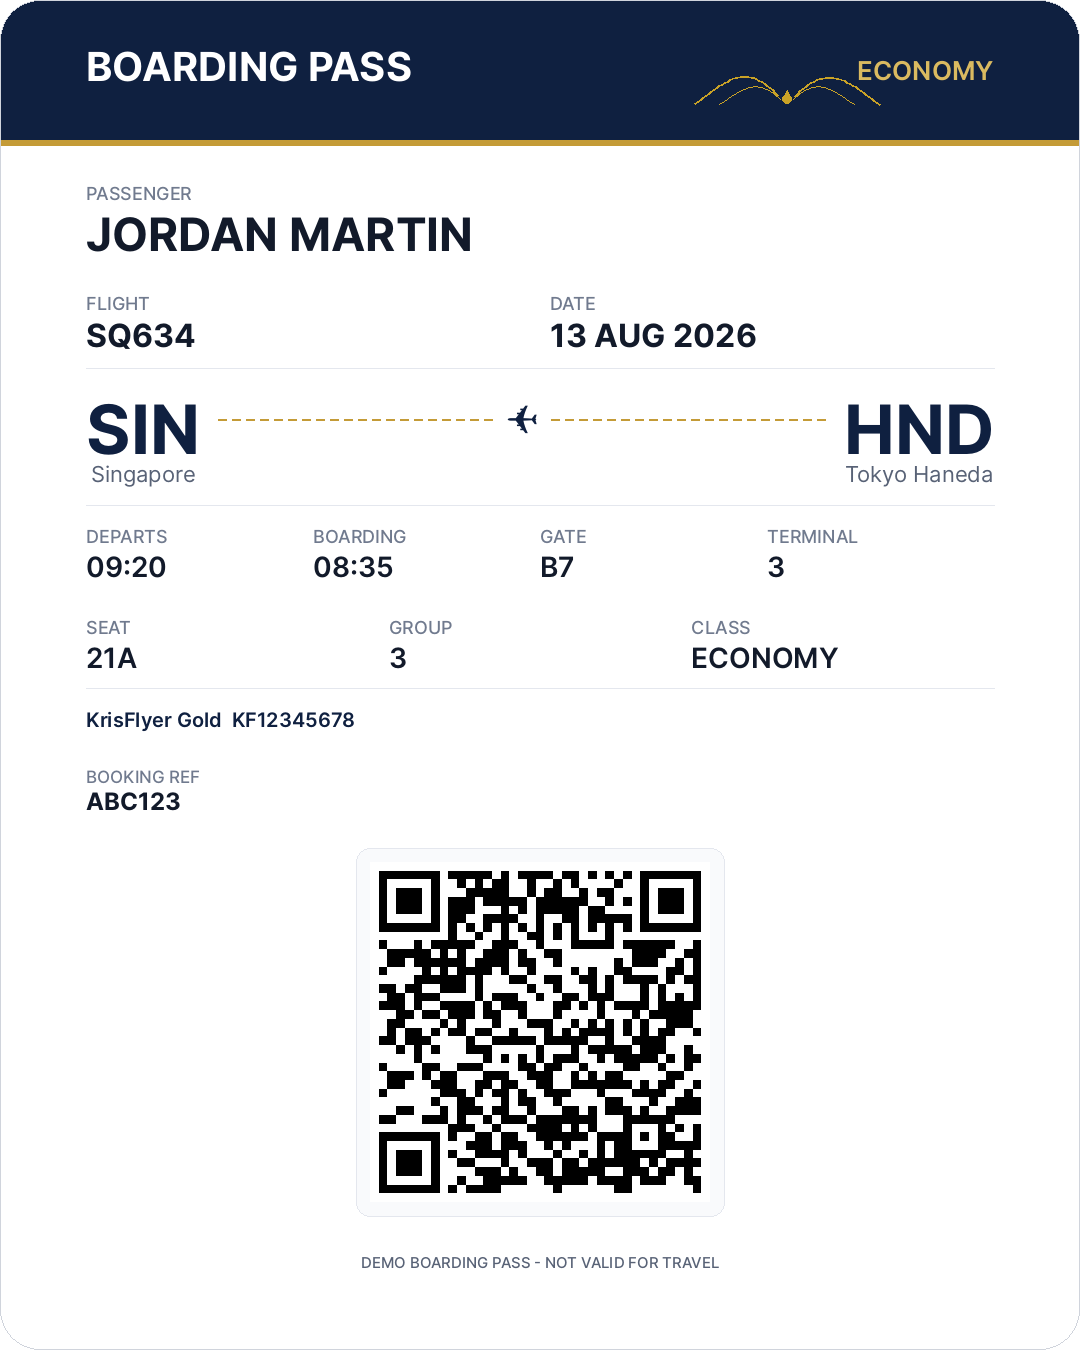 BOARDING PASS
ECONOMY
PASSENGER
JORDAN MARTIN
FLIGHT DATE
SQ634 13 AUG 2026
SIN HND
Singapore Tokyo Haneda
DEPARTS BOARDING GATE TERMINAL
09:20 08:35 B7 3
SEAT GROUP CLASS
21A 3 ECONOMY
KrisFlyer Gold KF12345678
BOOKING REF
ABC123
DEMO BOARDING PASS - NOT VALID FOR TRAVEL